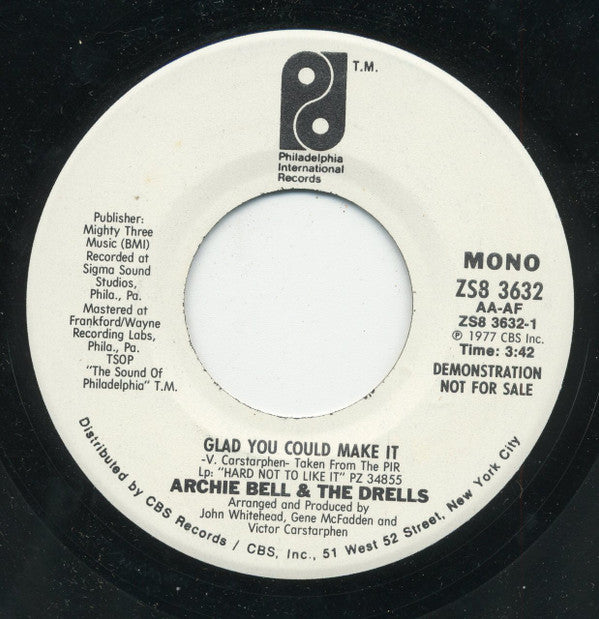 T.M.
Philadelphia
International
Records
Publisher:
Mighty Three
Music (BMI)
Recorded at
Sigma Sound
Studios,
Phila., Pa.
Mastered at
Frankford/Wayne
Recording Labs,
Phila., Pa.
TSOP
"The Sound Of
Philadelphia" T.M.
MONO
ZS8 3632
AA-AF
ZS8 3632-1
℗ 1977 CBS Inc.
Time: 3:42
DEMONSTRATION
NOT FOR SALE
GLAD YOU COULD MAKE IT
-V. Carstarphen- Taken From The PIR
Lp: "HARD NOT TO LIKE IT" PZ 34855
ARCHIE BELL & THE DRELLS
Arranged and Produced by
John Whitehead, Gene McFadden and
Victor Carstarphen
Distributed by CBS Records / CBS, Inc., 51 West 52 Street, New York City